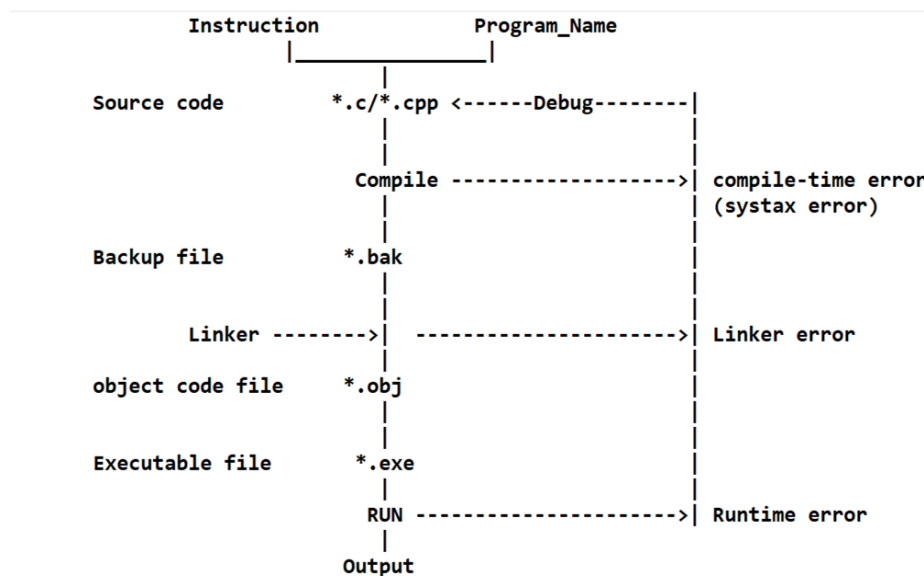 Instruction Program_Name
Source code *.c/*.cpp <------Debug--------|
Compile ------------------->| compile-time error
(systax error)
Backup file *.bak
Linker -------->| ---------------------->| Linker error
object code file *.obj
Executable file *.exe
RUN ---------------------->| Runtime error
Output